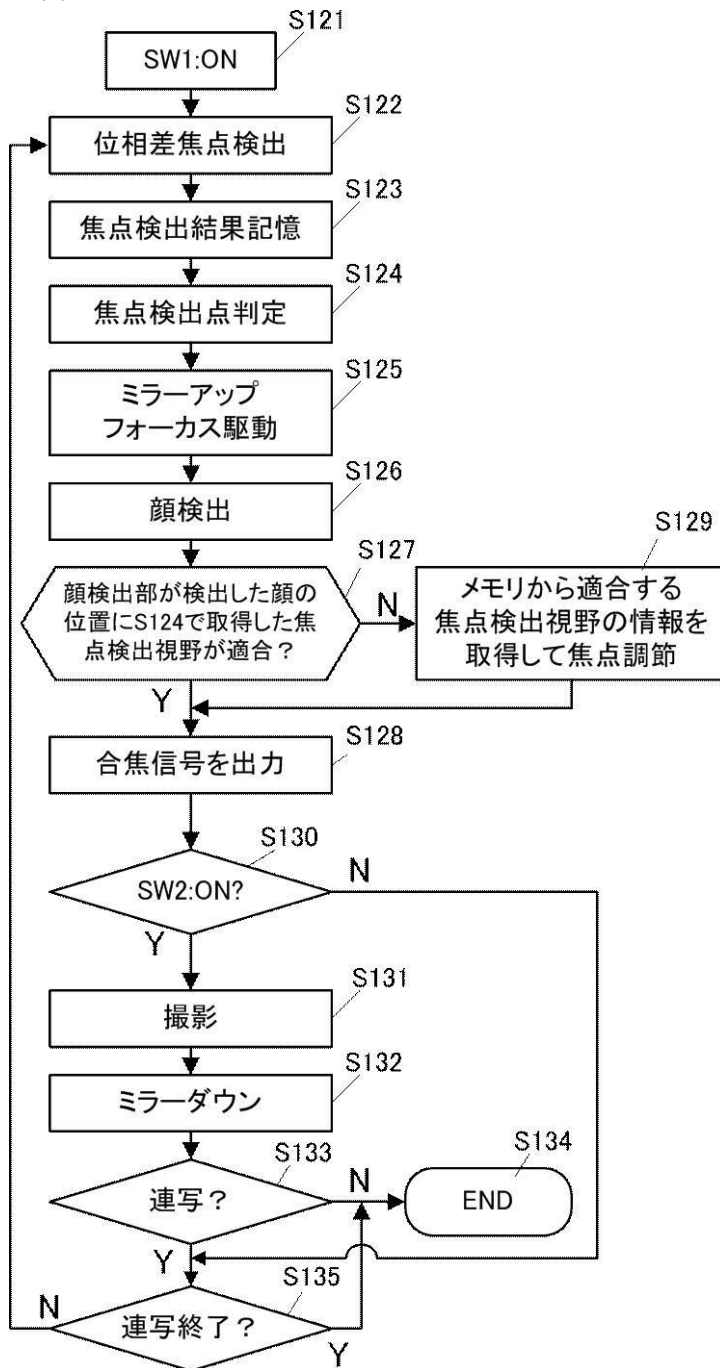 S121
SW1:ON
S122
位相差焦点検出
S123
焦点検出結果記憶
S124
焦点検出点判定
S125
ミラーアップ
フォーカス駆動
S126
顔検出
S127
顔検出部が検出した顔の
位置にS124で取得した焦
点検出視野が適合？
N
Y
S129
メモリから適合する
焦点検出視野の情報を
取得して焦点調節
S128
合焦信号を出力
S130
SW2:ON?
N
Y
S131
撮影
S132
ミラーダウン
S133
連写？
N
Y
S134
END
S135
連写終了？
N
Y